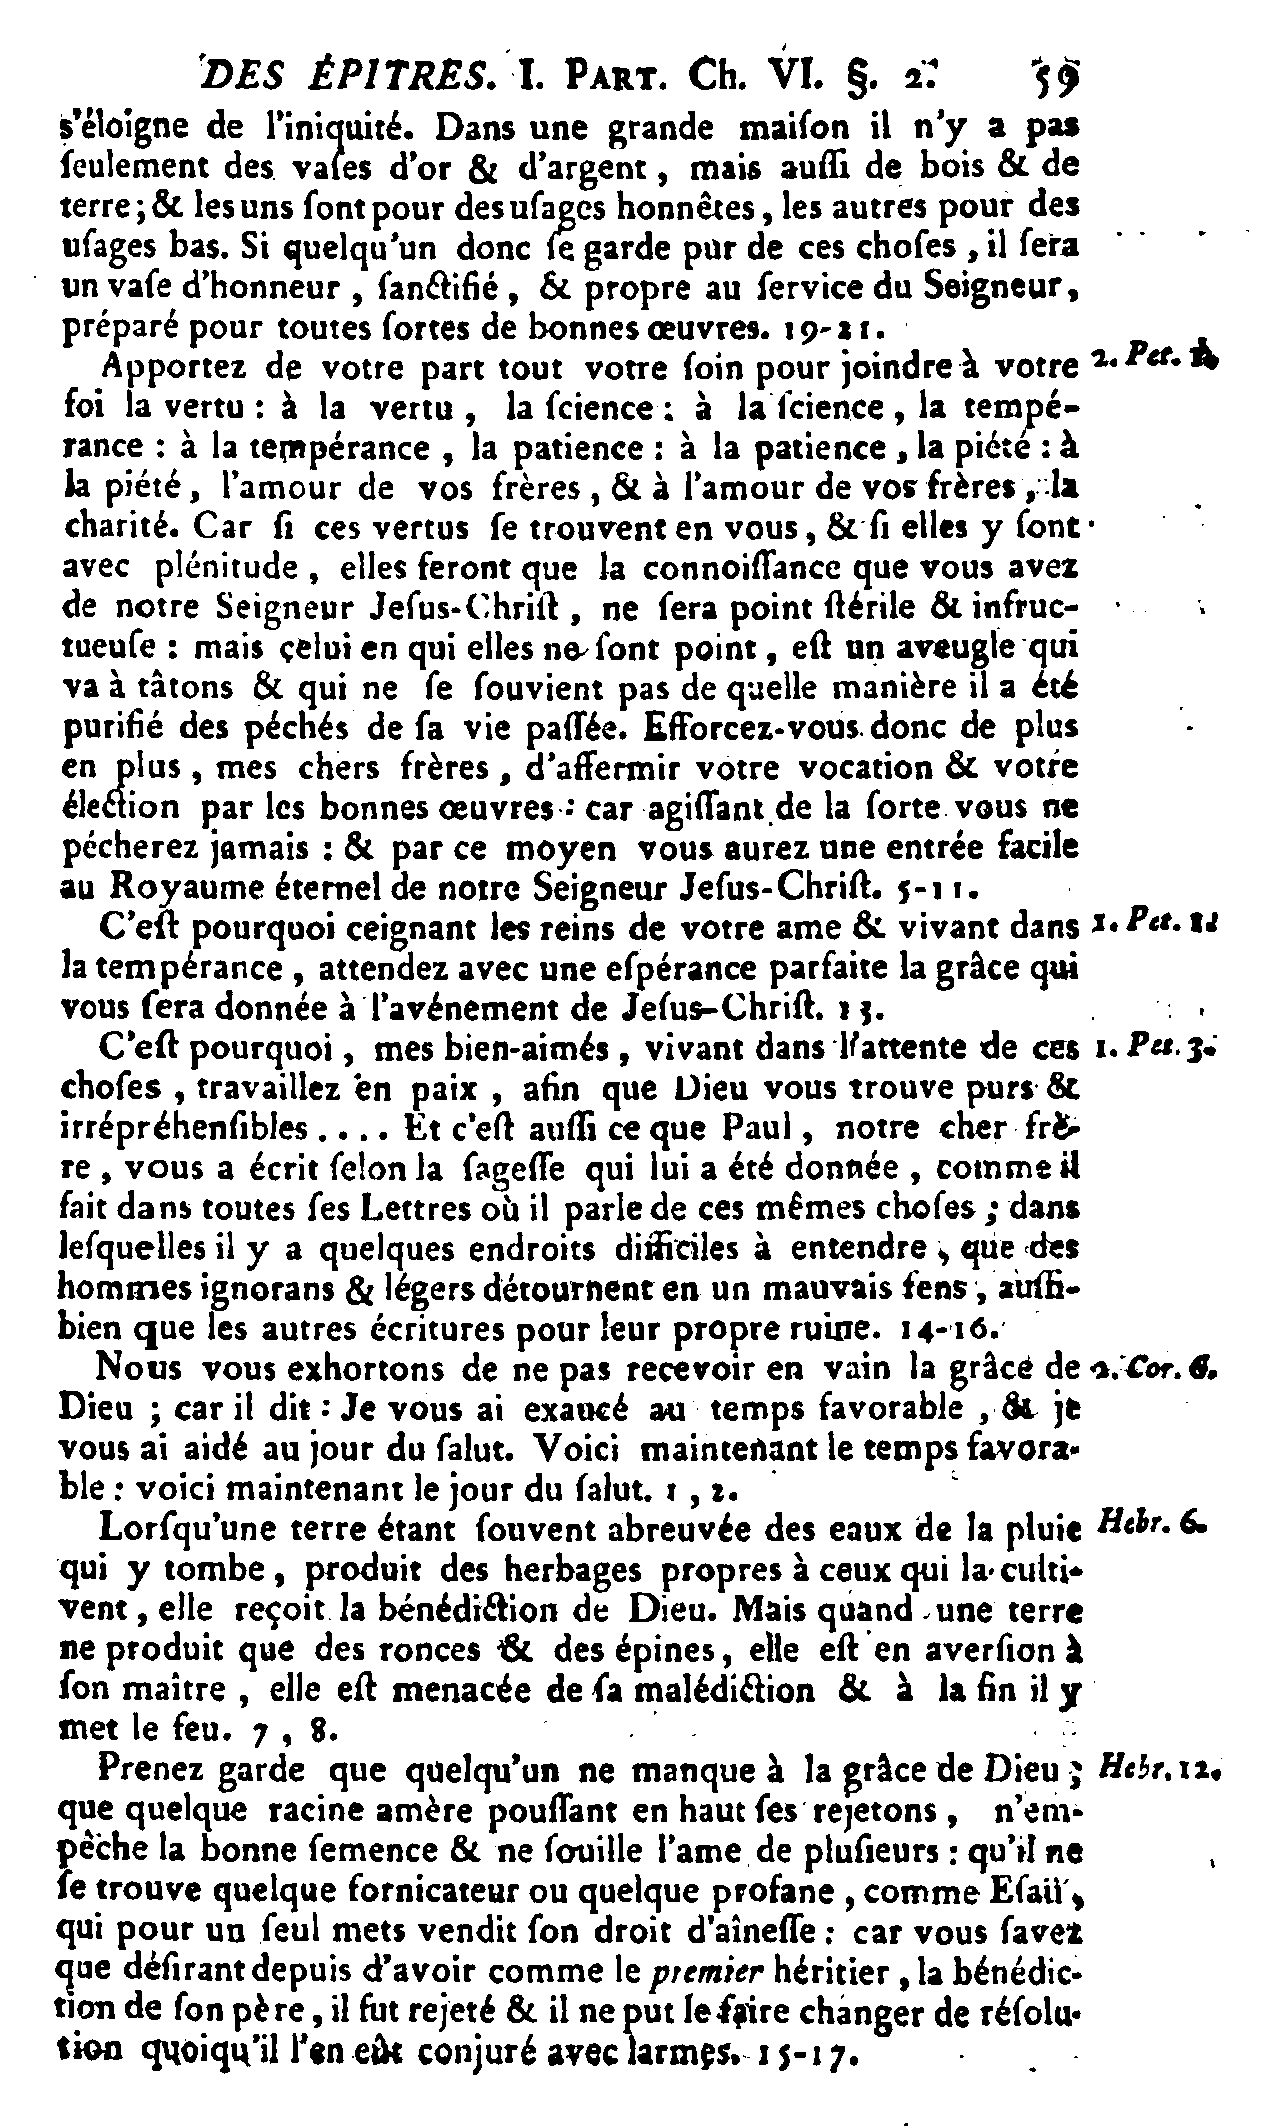 DES ÉPITRES. I. PART. Ch. VI. §. 2. 59
s'éloigne de l'iniquité. Dans une grande maiſon il n'y a pas
ſeulement des vaſes d'or & d'argent, mais auſſi de bois & de
terre; & les uns ſont pour des uſages honnêtes, les autres pour des
uſages bas. Si quelqu'un donc ſe garde pur de ces choſes, il ſera
un vaſe d'honneur, ſanctifié, & propre au ſervice du Seigneur,
préparé pour toutes ſortes de bonnes œuvres. 19-21.
Apportez de votre part tout votre ſoin pour joindre à votre 2. Pet. 1.
foi la vertu : à la vertu, la ſcience : à la ſcience, la tempé-
rance : à la tempérance, la patience : à la patience, la piété : à
la piété, l'amour de vos frères, & à l'amour de vos frères, la
charité. Car ſi ces vertus ſe trouvent en vous, & ſi elles y ſont
avec plénitude, elles feront que la connoiſſance que vous avez
de notre Seigneur Jeſus-Chriſt, ne ſera point ſtérile & infruc-
tueuſe : mais çelui en qui elles ne ſont point, eſt un aveugle qui
va à tâtons & qui ne ſe ſouvient pas de quelle manière il a été
purifié des péchés de ſa vie paſſée. Efforcez-vous donc de plus
en plus, mes chers frères, d'affermir votre vocation & votre
élection par les bonnes œuvres : car agiſſant de la ſorte vous ne
pécherez jamais : & par ce moyen vous aurez une entrée facile
au Royaume éternel de notre Seigneur Jeſus-Chriſt. 5-11.
C'eſt pourquoi ceignant les reins de votre ame & vivant dans 1. Pet. 1.
la tempérance, attendez avec une eſpérance parfaite la grâce qui
vous ſera donnée à l'avénement de Jeſus-Chriſt. 13.
C'eſt pourquoi, mes bien-aimés, vivant dans l'attente de ces 1. Pet. 3.
choſes, travaillez en paix, afin que Dieu vous trouve purs &
irrépréhenſibles.... Et c'eſt auſſi ce que Paul, notre cher frè-
re, vous a écrit ſelon la ſageſſe qui lui a été donnée, comme il
fait dans toutes ſes Lettres où il parle de ces mêmes choſes ; dans
leſquelles il y a quelques endroits difficiles à entendre, que des
hommes ignorans & légers détournent en un mauvais ſens, auſſi-
bien que les autres écritures pour leur propre ruine. 14-16.
Nous vous exhortons de ne pas recevoir en vain la grâce de 2. Cor. 6.
Dieu ; car il dit : Je vous ai exaucé au temps favorable, & je
vous ai aidé au jour du ſalut. Voici maintenant le temps favora-
ble : voici maintenant le jour du ſalut. 1, 2.
Lorſqu'une terre étant ſouvent abreuvée des eaux de la pluie Hebr. 6.
qui y tombe, produit des herbages propres à ceux qui la culti-
vent, elle reçoit la bénédiction de Dieu. Mais quand une terre
ne produit que des ronces & des épines, elle eſt en averſion à
ſon maître, elle eſt menacée de ſa malédiction & à la fin il y
met le feu. 7, 8.
Prenez garde que quelqu'un ne manque à la grâce de Dieu ; Hebr. 12.
que quelque racine amère pouſſant en haut ſes rejetons, n'em-
pêche la bonne ſemence & ne ſouille l'ame de pluſieurs : qu'il ne
ſe trouve quelque fornicateur ou quelque profane, comme Eſaü,
qui pour un ſeul mets vendit ſon droit d'aîneſſe : car vous ſavez
que déſirant depuis d'avoir comme le premier héritier, la bénédic-
tion de ſon père, il fut rejeté & il ne put le faire changer de réſolu-
tion quoiqu'il l'en eût conjuré avec larmes. 15-17.